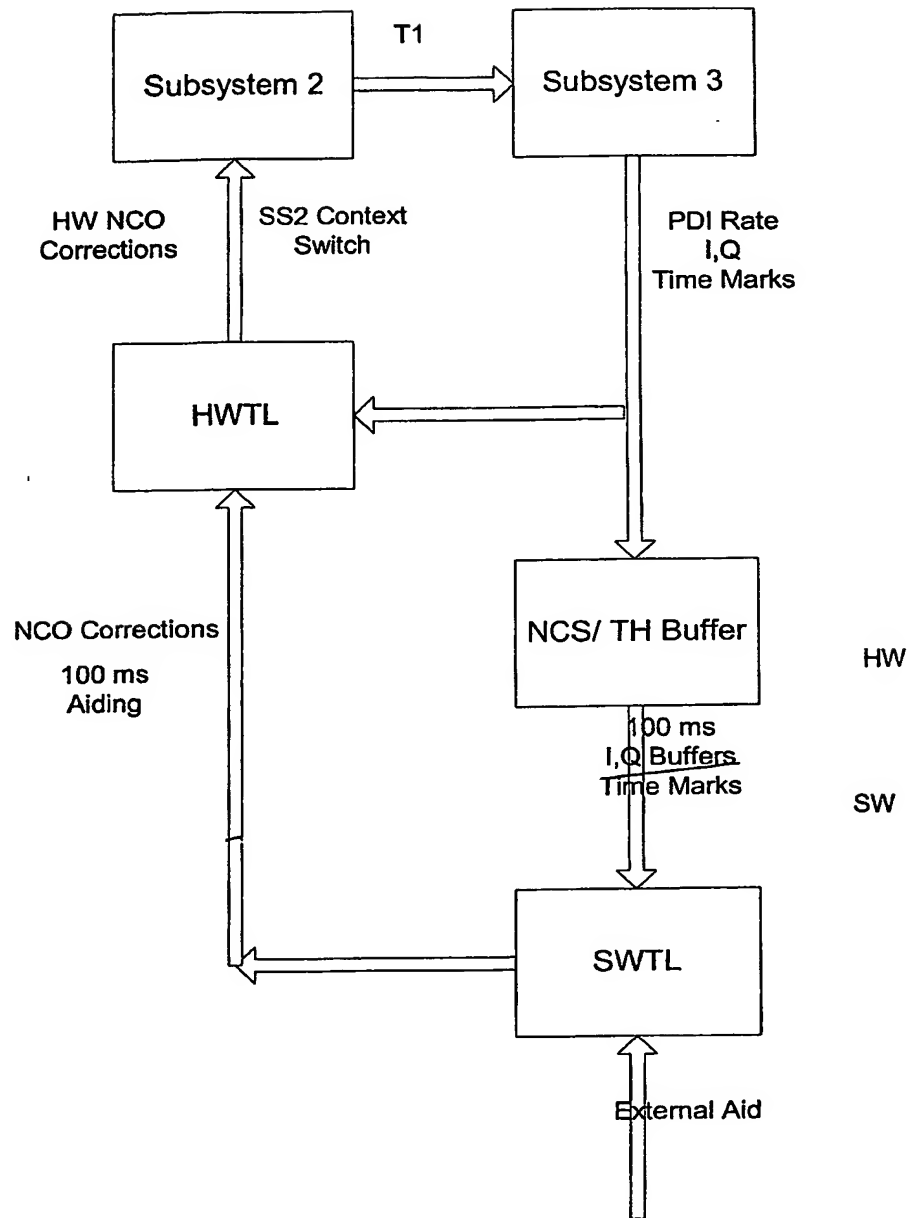 T1
Subsystem 2
Subsystem 3
HW NCO
Corrections
SS2 Context
Switch
PDI Rate
I,Q
Time Marks
HWTL
NCO Corrections
100 ms
Aiding
NCS/ TH Buffer
HW
100 ms
I,Q Buffers
Time Marks
SW
SWTL
External Aid